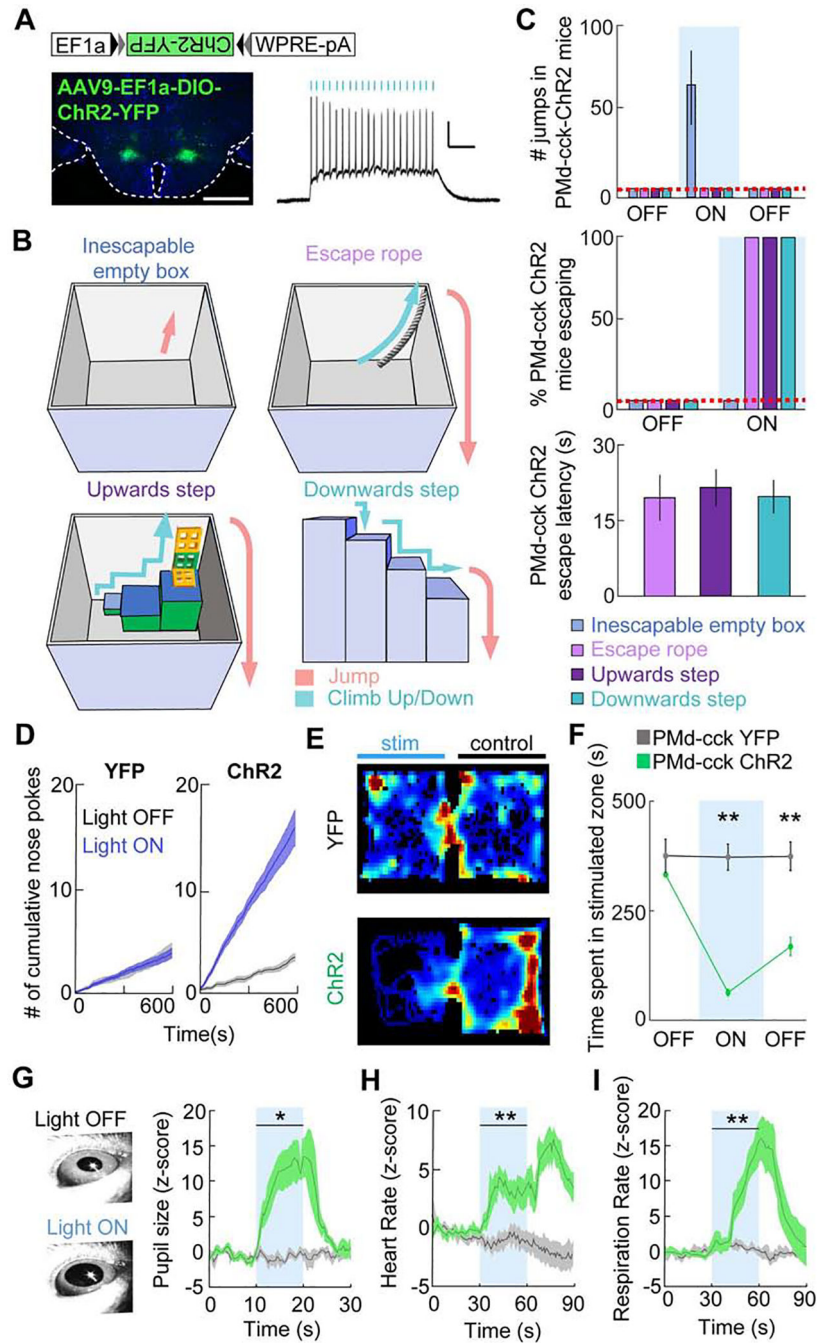 A
EF1a
ChR2-YFP
WPRE-pA
AAV9-EF1a-DIO-
ChR2-YFP
B
Inescapable
empty box
Escape rope
Upwards step
Downwards step
Jump
Climb Up/Down
C
# jumps in
PMd-cck-ChR2 mice
100
50
0
OFF
ON
OFF
% PMd-cck ChR2
mice escaping
100
50
0
OFF
ON
PMd-cck ChR2
escape latency (s)
30
15
0
Inescapable empty box
Escape rope
Upwards step
Downwards step
D
YFP
ChR2
# of cumulative nose pokes
20
10
0
Light OFF
Light ON
20
10
0
0
600
0
600
Time(s)
E
stim
control
YFP
ChR2
F
PMd-cck YFP
PMd-cck ChR2
Time spent in stimulated zone (s)
500
250
0
**
**
OFF
ON
OFF
G
Light OFF
Light ON
Pupil size (z-score)
20
15
10
5
0
-5
*
0
10
20
30
Time (s)
H
Heart Rate (z-score)
10
5
0
-5
**
0
30
60
90
Time (s)
I
Respiration Rate (z-score)
20
15
10
5
0
-5
**
0
30
60
90
Time (s)